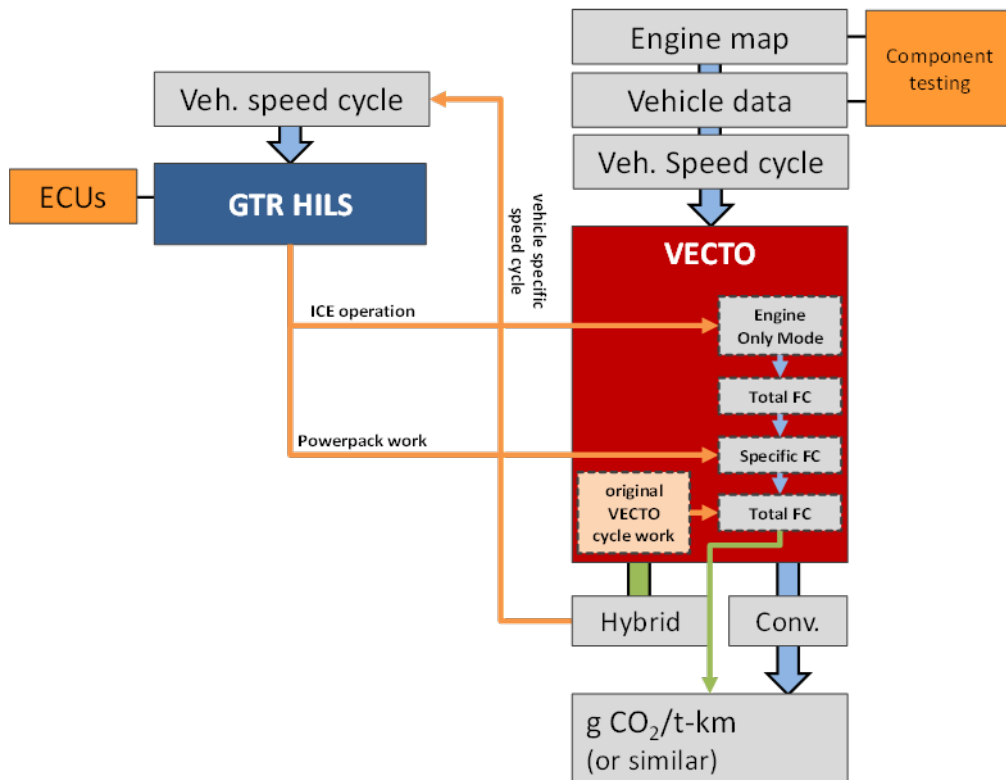 Engine map
Component
testing
Veh. speed cycle
Vehicle data
Veh. Speed cycle
ECUs
GTR HILS
vehicle specific
speed cycle
VECTO
ICE operation
Engine
Only Mode
Total FC
Powerpack work
Specific FC
original
VECTO
cycle work
Total FC
Hybrid
Conv.
g CO₂/t-km
(or similar)